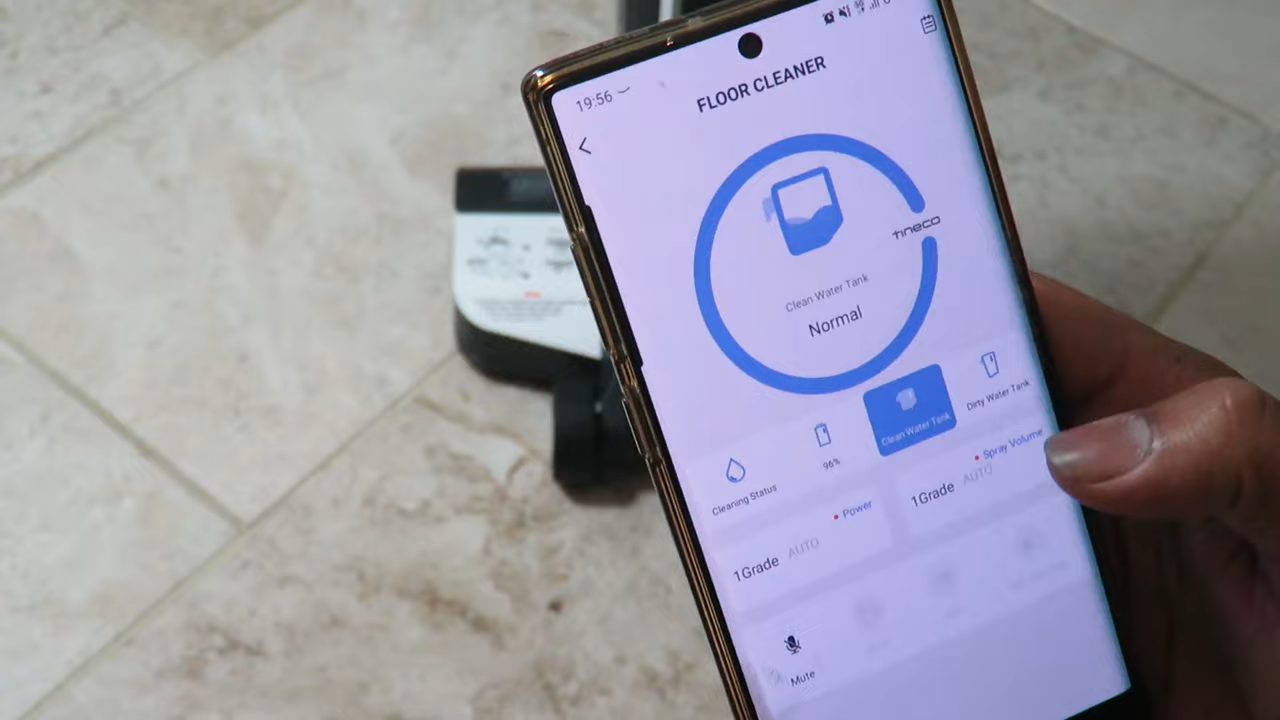 19:56
FLOOR CLEANER
tineco
Clean Water Tank
Normal
Cleaning Status
96%
Clean Water Tank
Dirty Water Tank
Power
1Grade AUTO
Spray Volume
1Grade AUTO
Mute